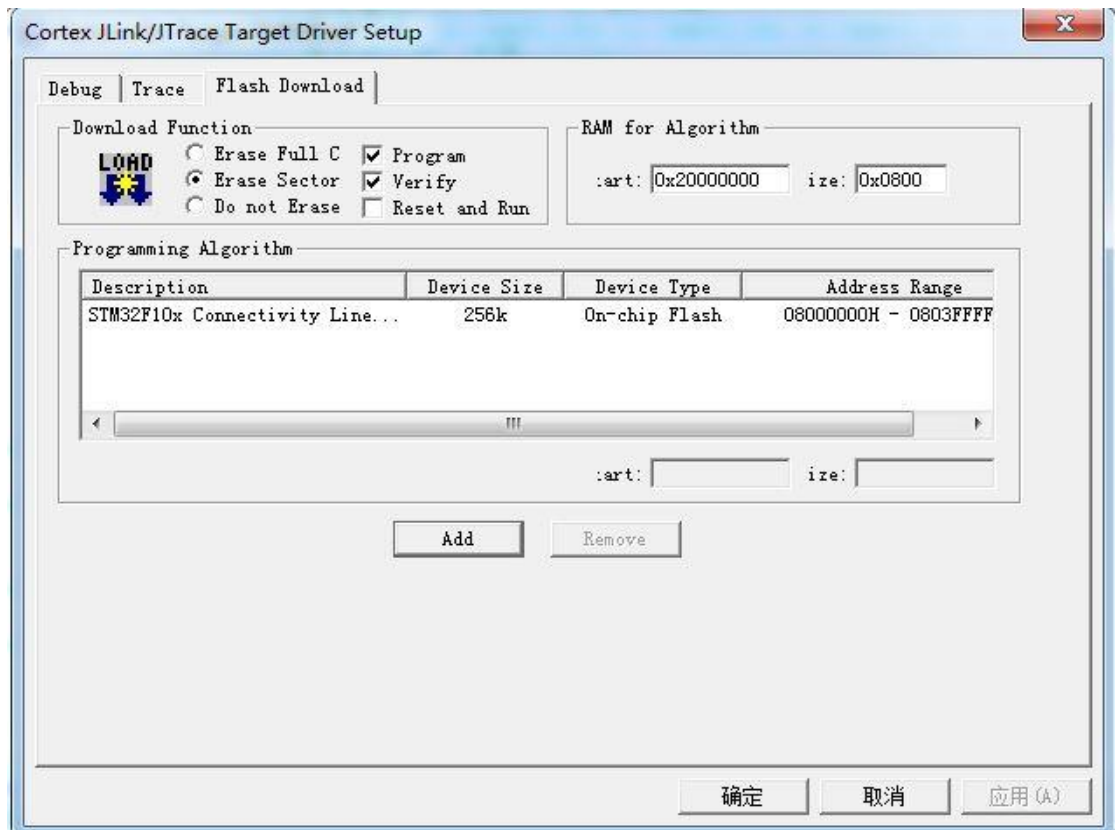 Cortex JLink/JTrace Target Driver Setup
Debug Trace Flash Download
Download Function
LOAD
Erase Full C
Program
Erase Sector
Verify
Do not Erase
Reset and Run
RAM for Algorithm
:art: 0x20000000 ize: 0x0800
Programming Algorithm
Description Device Size Device Type Address Range
STM32F10x Connectivity Line... 256k On-chip Flash 08000000H - 0803FFFF
:art: ize:
Add Remove
确定 取消 应用(A)